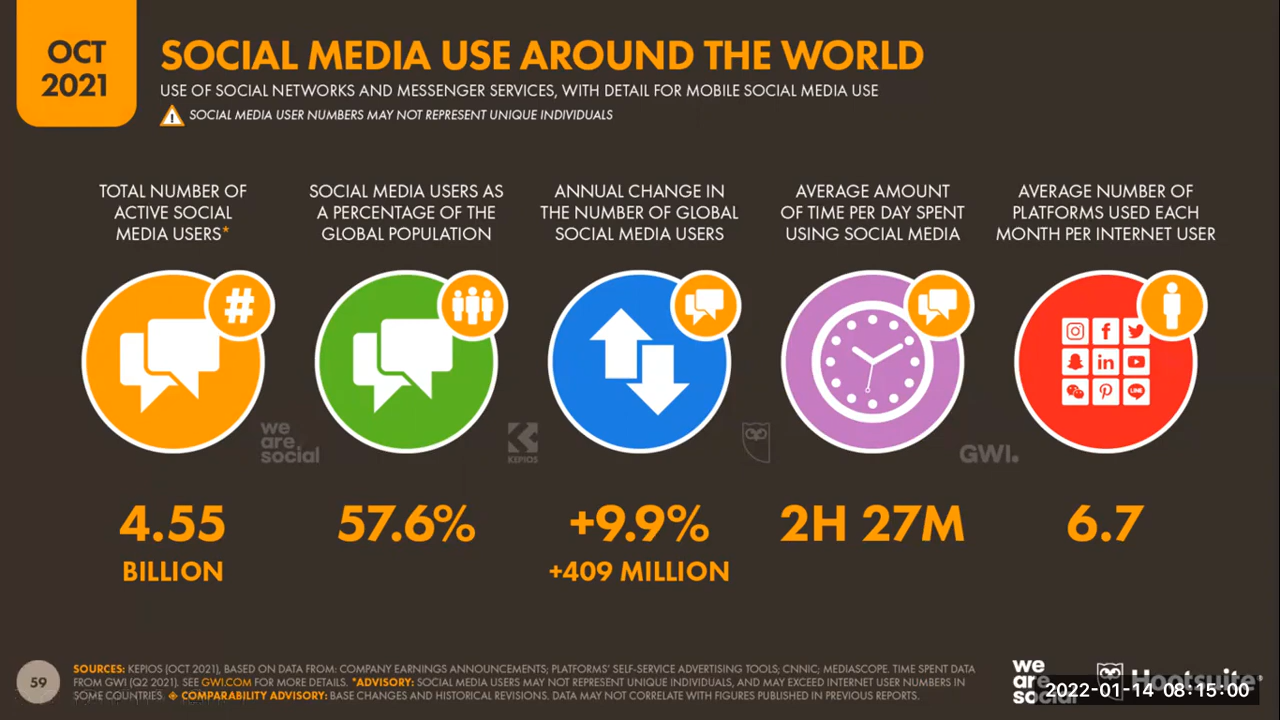 OCT
2021
SOCIAL MEDIA USE AROUND THE WORLD
USE OF SOCIAL NETWORKS AND MESSENGER SERVICES, WITH DETAIL FOR MOBILE SOCIAL MEDIA USE
SOCIAL MEDIA USER NUMBERS MAY NOT REPRESENT UNIQUE INDIVIDUALS
TOTAL NUMBER OF
ACTIVE SOCIAL
MEDIA USERS*
SOCIAL MEDIA USERS AS
A PERCENTAGE OF THE
GLOBAL POPULATION
ANNUAL CHANGE IN
THE NUMBER OF GLOBAL
SOCIAL MEDIA USERS
AVERAGE AMOUNT
OF TIME PER DAY SPENT
USING SOCIAL MEDIA
AVERAGE NUMBER OF
PLATFORMS USED EACH
MONTH PER INTERNET USER
#
we
are.
social
KEPIOS
GWI.
4.55
BILLION
57.6%
+9.9%
+409 MILLION
2H 27M
6.7
59
SOURCES: KEPIOS (OCT 2021), BASED ON DATA FROM: COMPANY EARNINGS ANNOUNCEMENTS; PLATFORMS' SELF-SERVICE ADVERTISING TOOLS; CNNIC; MEDIASCOPE. TIME SPENT DATA
FROM GWI (Q2 2021). SEE GWI.COM FOR MORE DETAILS. *ADVISORY: SOCIAL MEDIA USERS MAY NOT REPRESENT UNIQUE INDIVIDUALS, AND MAY EXCEED INTERNET USER NUMBERS IN
SOME COUNTRIES. ◈ COMPARABILITY ADVISORY: BASE CHANGES AND HISTORICAL REVISIONS. DATA MAY NOT CORRELATE WITH FIGURES PUBLISHED IN PREVIOUS REPORTS.
we
are
social
Hootsuite®
2022-01-14 08:15:00